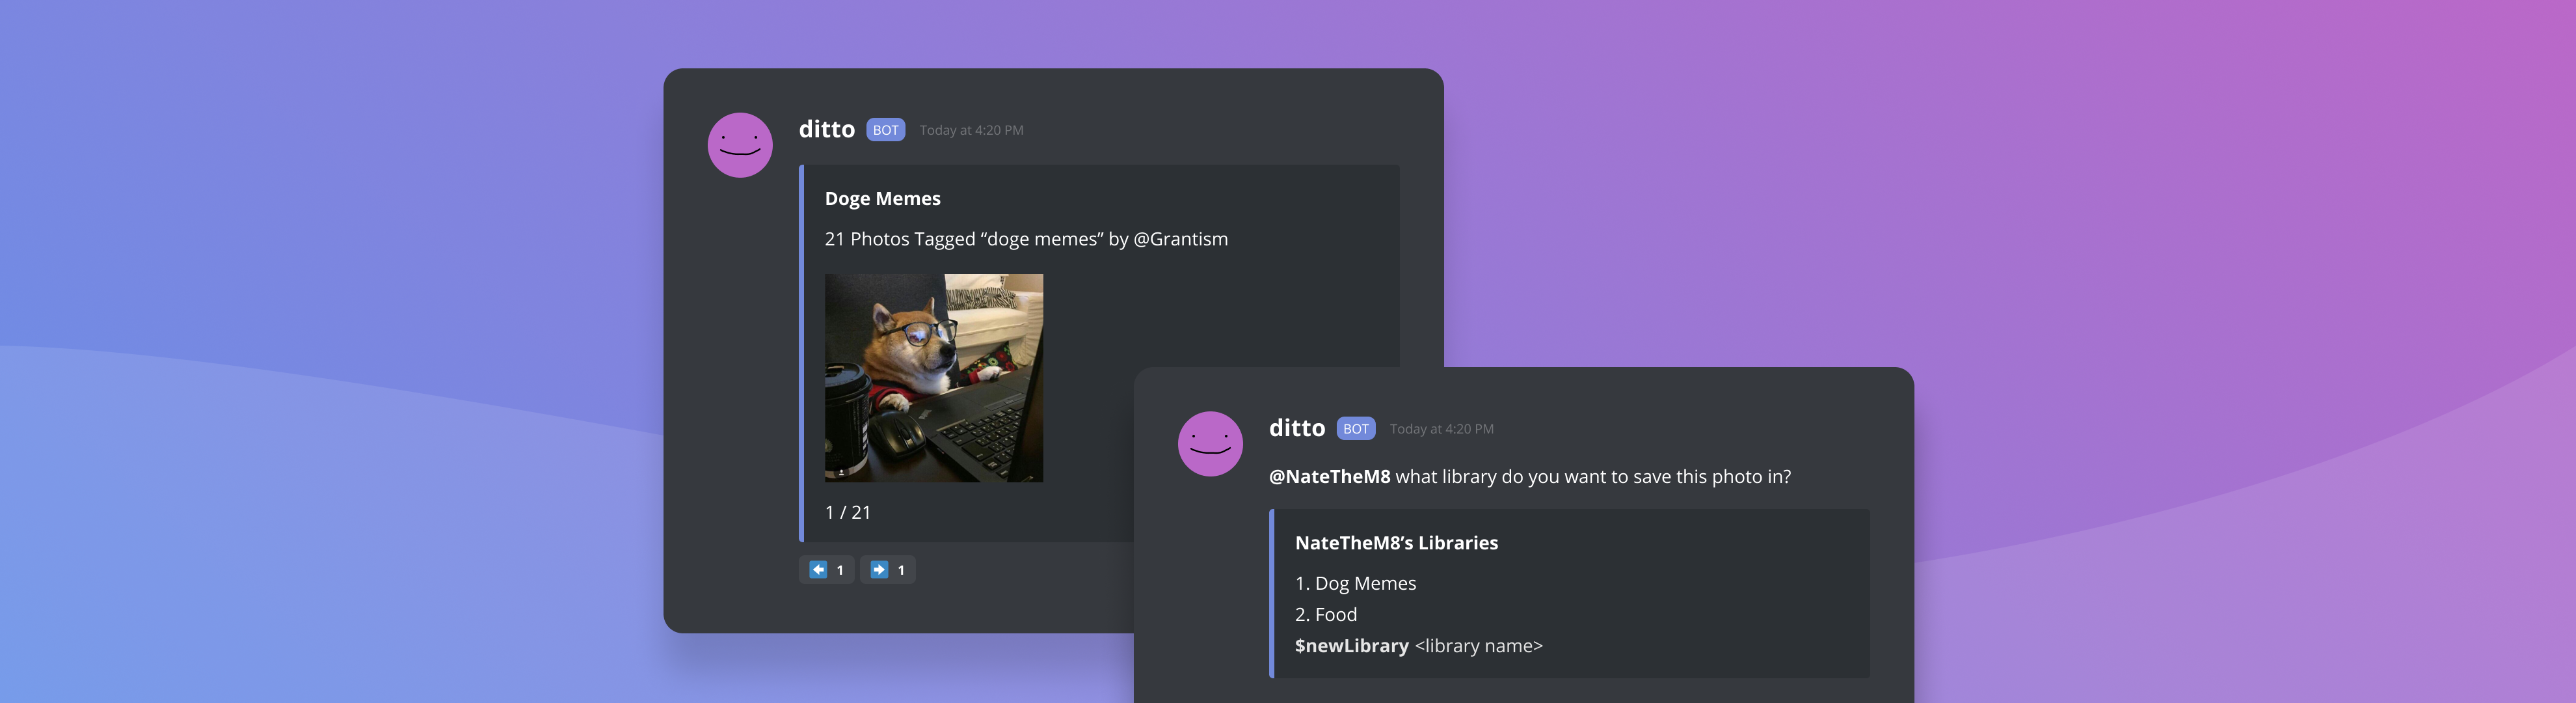 ditto BOT Today at 4:20 PM
Doge Memes
21 Photos Tagged “doge memes” by @Grantism
1 / 21
1 1
ditto BOT Today at 4:20 PM
@NateTheM8 what library do you want to save this photo in?
NateTheM8’s Libraries
1. Dog Memes
2. Food
$newLibrary <library name>